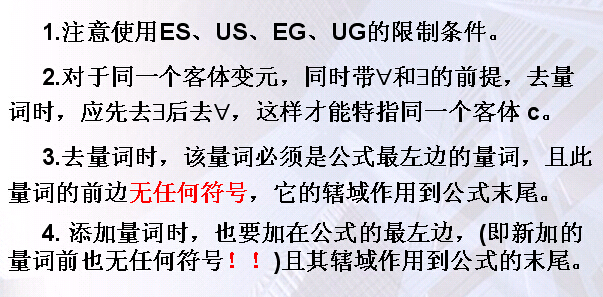 1.注意使用ES、US、EG、UG的限制条件。
2.对于同一个客体变元，同时带∀和∃的前提，去量
词时，应先去∃后去∀，这样才能特指同一个客体 c。
3.去量词时，该量词必须是公式最左边的量词，且此
量词的前边无任何符号，它的辖域作用到公式末尾。
4. 添加量词时，也要加在公式的最左边，(即新加的
量词前也无任何符号！！)且其辖域作用到公式的末尾。